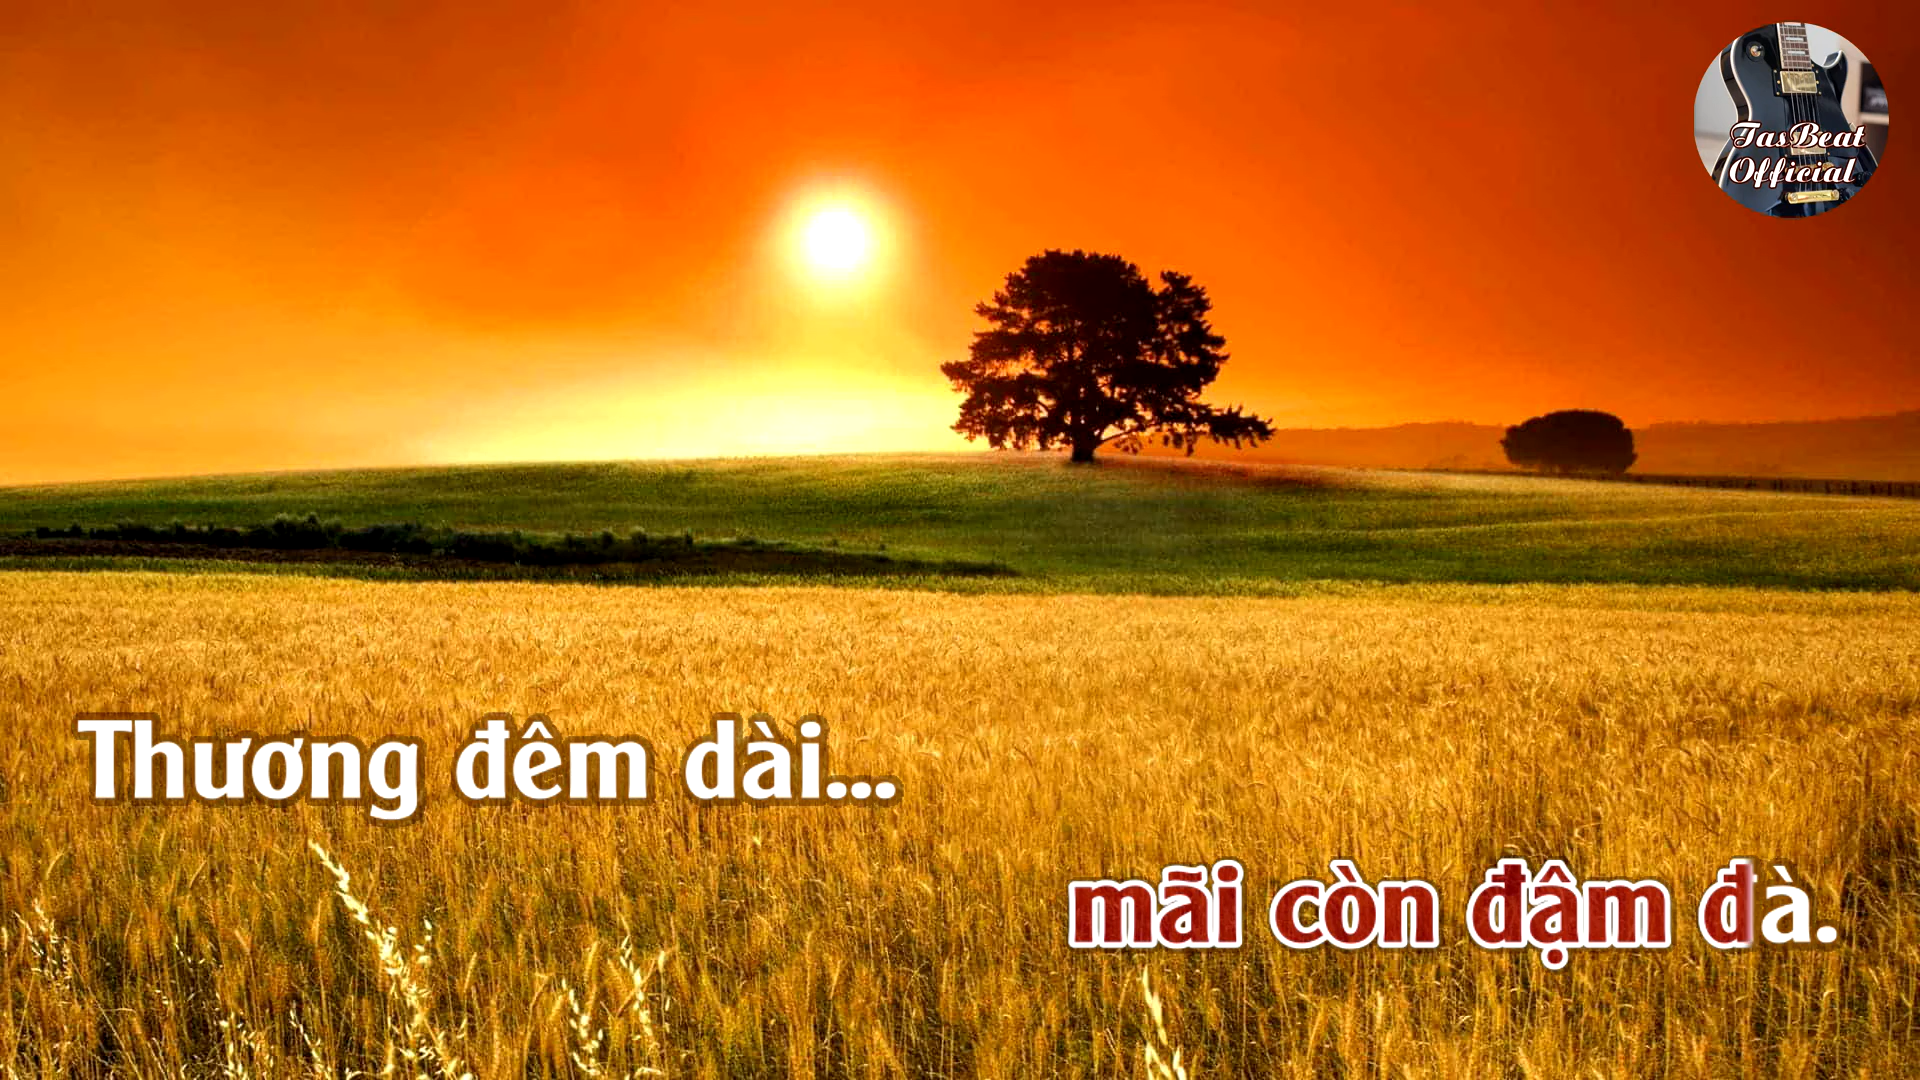 TasBeat
Official
Thương đêm dài...
mãi còn đậm đà.